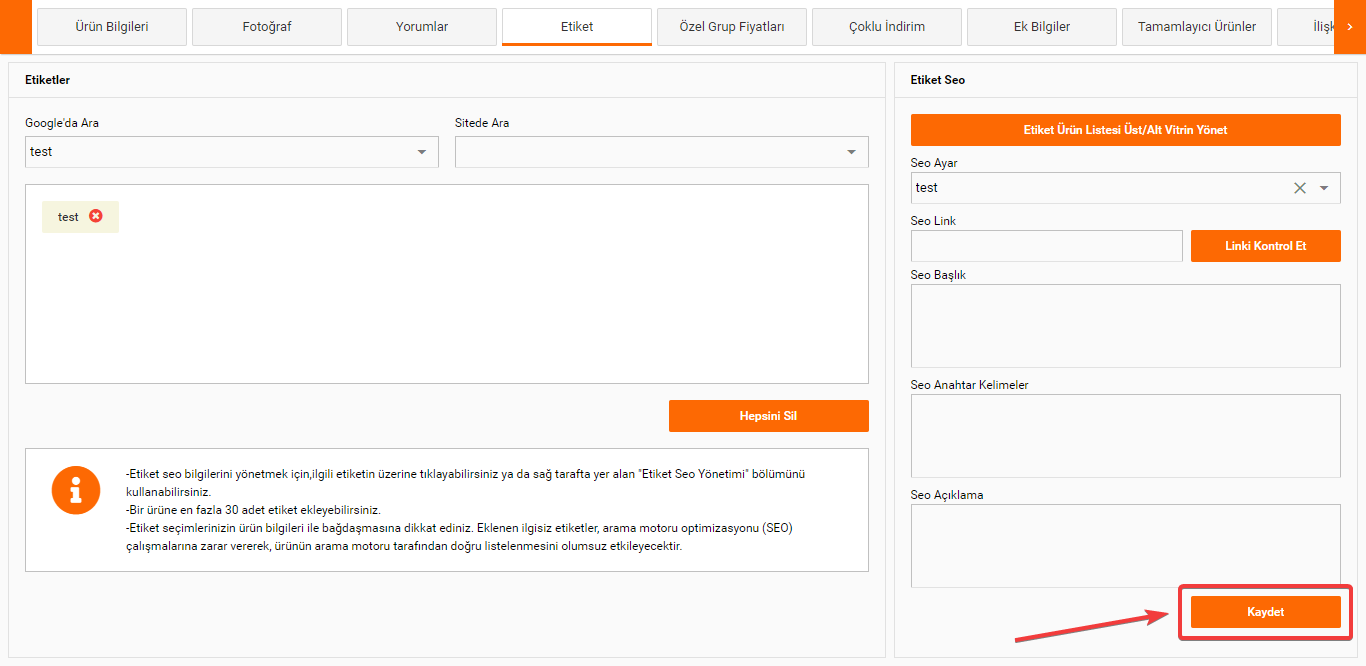 Ürün Bilgileri
Fotoğraf
Yorumlar
Etiket
Özel Grup Fiyatları
Çoklu İndirim
Ek Bilgiler
Tamamlayıcı Ürünler
Etiketler
Google'da Ara
Sitede Ara
test
test
Hepsini Sil
-Etiket seo bilgilerini yönetmek için,ilgili etiketin üzerine tıklayabilirsiniz ya da sağ tarafta yer alan "Etiket Seo Yönetimi" bölümünü
kullanabilirsiniz.
-Bir ürüne en fazla 30 adet etiket ekleyebilirsiniz.
-Etiket seçimlerinizin ürün bilgileri ile bağdaşmasına dikkat ediniz. Eklenen ilgisiz etiketler, arama motoru optimizasyonu (SEO)
çalışmalarına zarar vererek, ürünün arama motoru tarafından doğru listelenmesini olumsuz etkileyecektir.
Etiket Seo
Etiket Ürün Listesi Üst/Alt Vitrin Yönet
Seo Ayar
test
Seo Link
Linki Kontrol Et
Seo Başlık
Seo Anahtar Kelimeler
Seo Açıklama
Kaydet